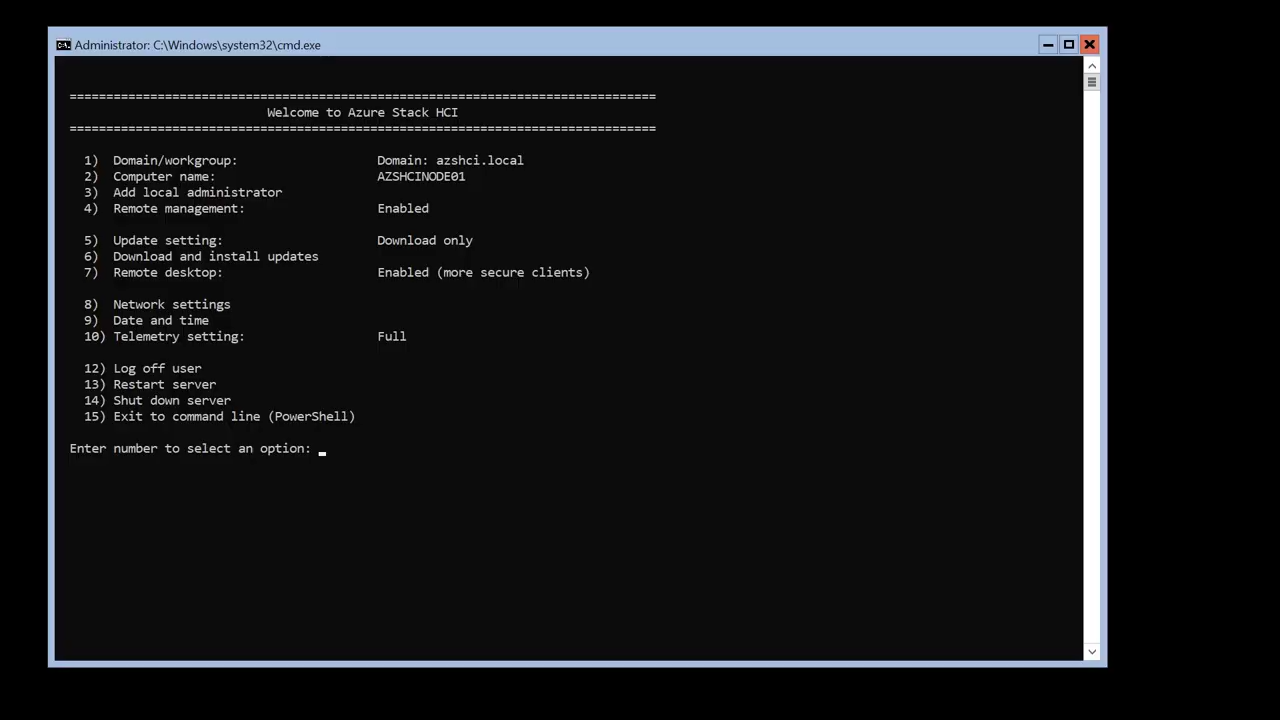 Administrator: C:\Windows\system32\cmd.exe
================================================================================
Welcome to Azure Stack HCI
================================================================================
1) Domain/workgroup: Domain: azshci.local
2) Computer name: AZSHCINODE01
3) Add local administrator
4) Remote management: Enabled
5) Update setting: Download only
6) Download and install updates
7) Remote desktop: Enabled (more secure clients)
8) Network settings
9) Date and time
10) Telemetry setting: Full
12) Log off user
13) Restart server
14) Shut down server
15) Exit to command line (PowerShell)
Enter number to select an option: